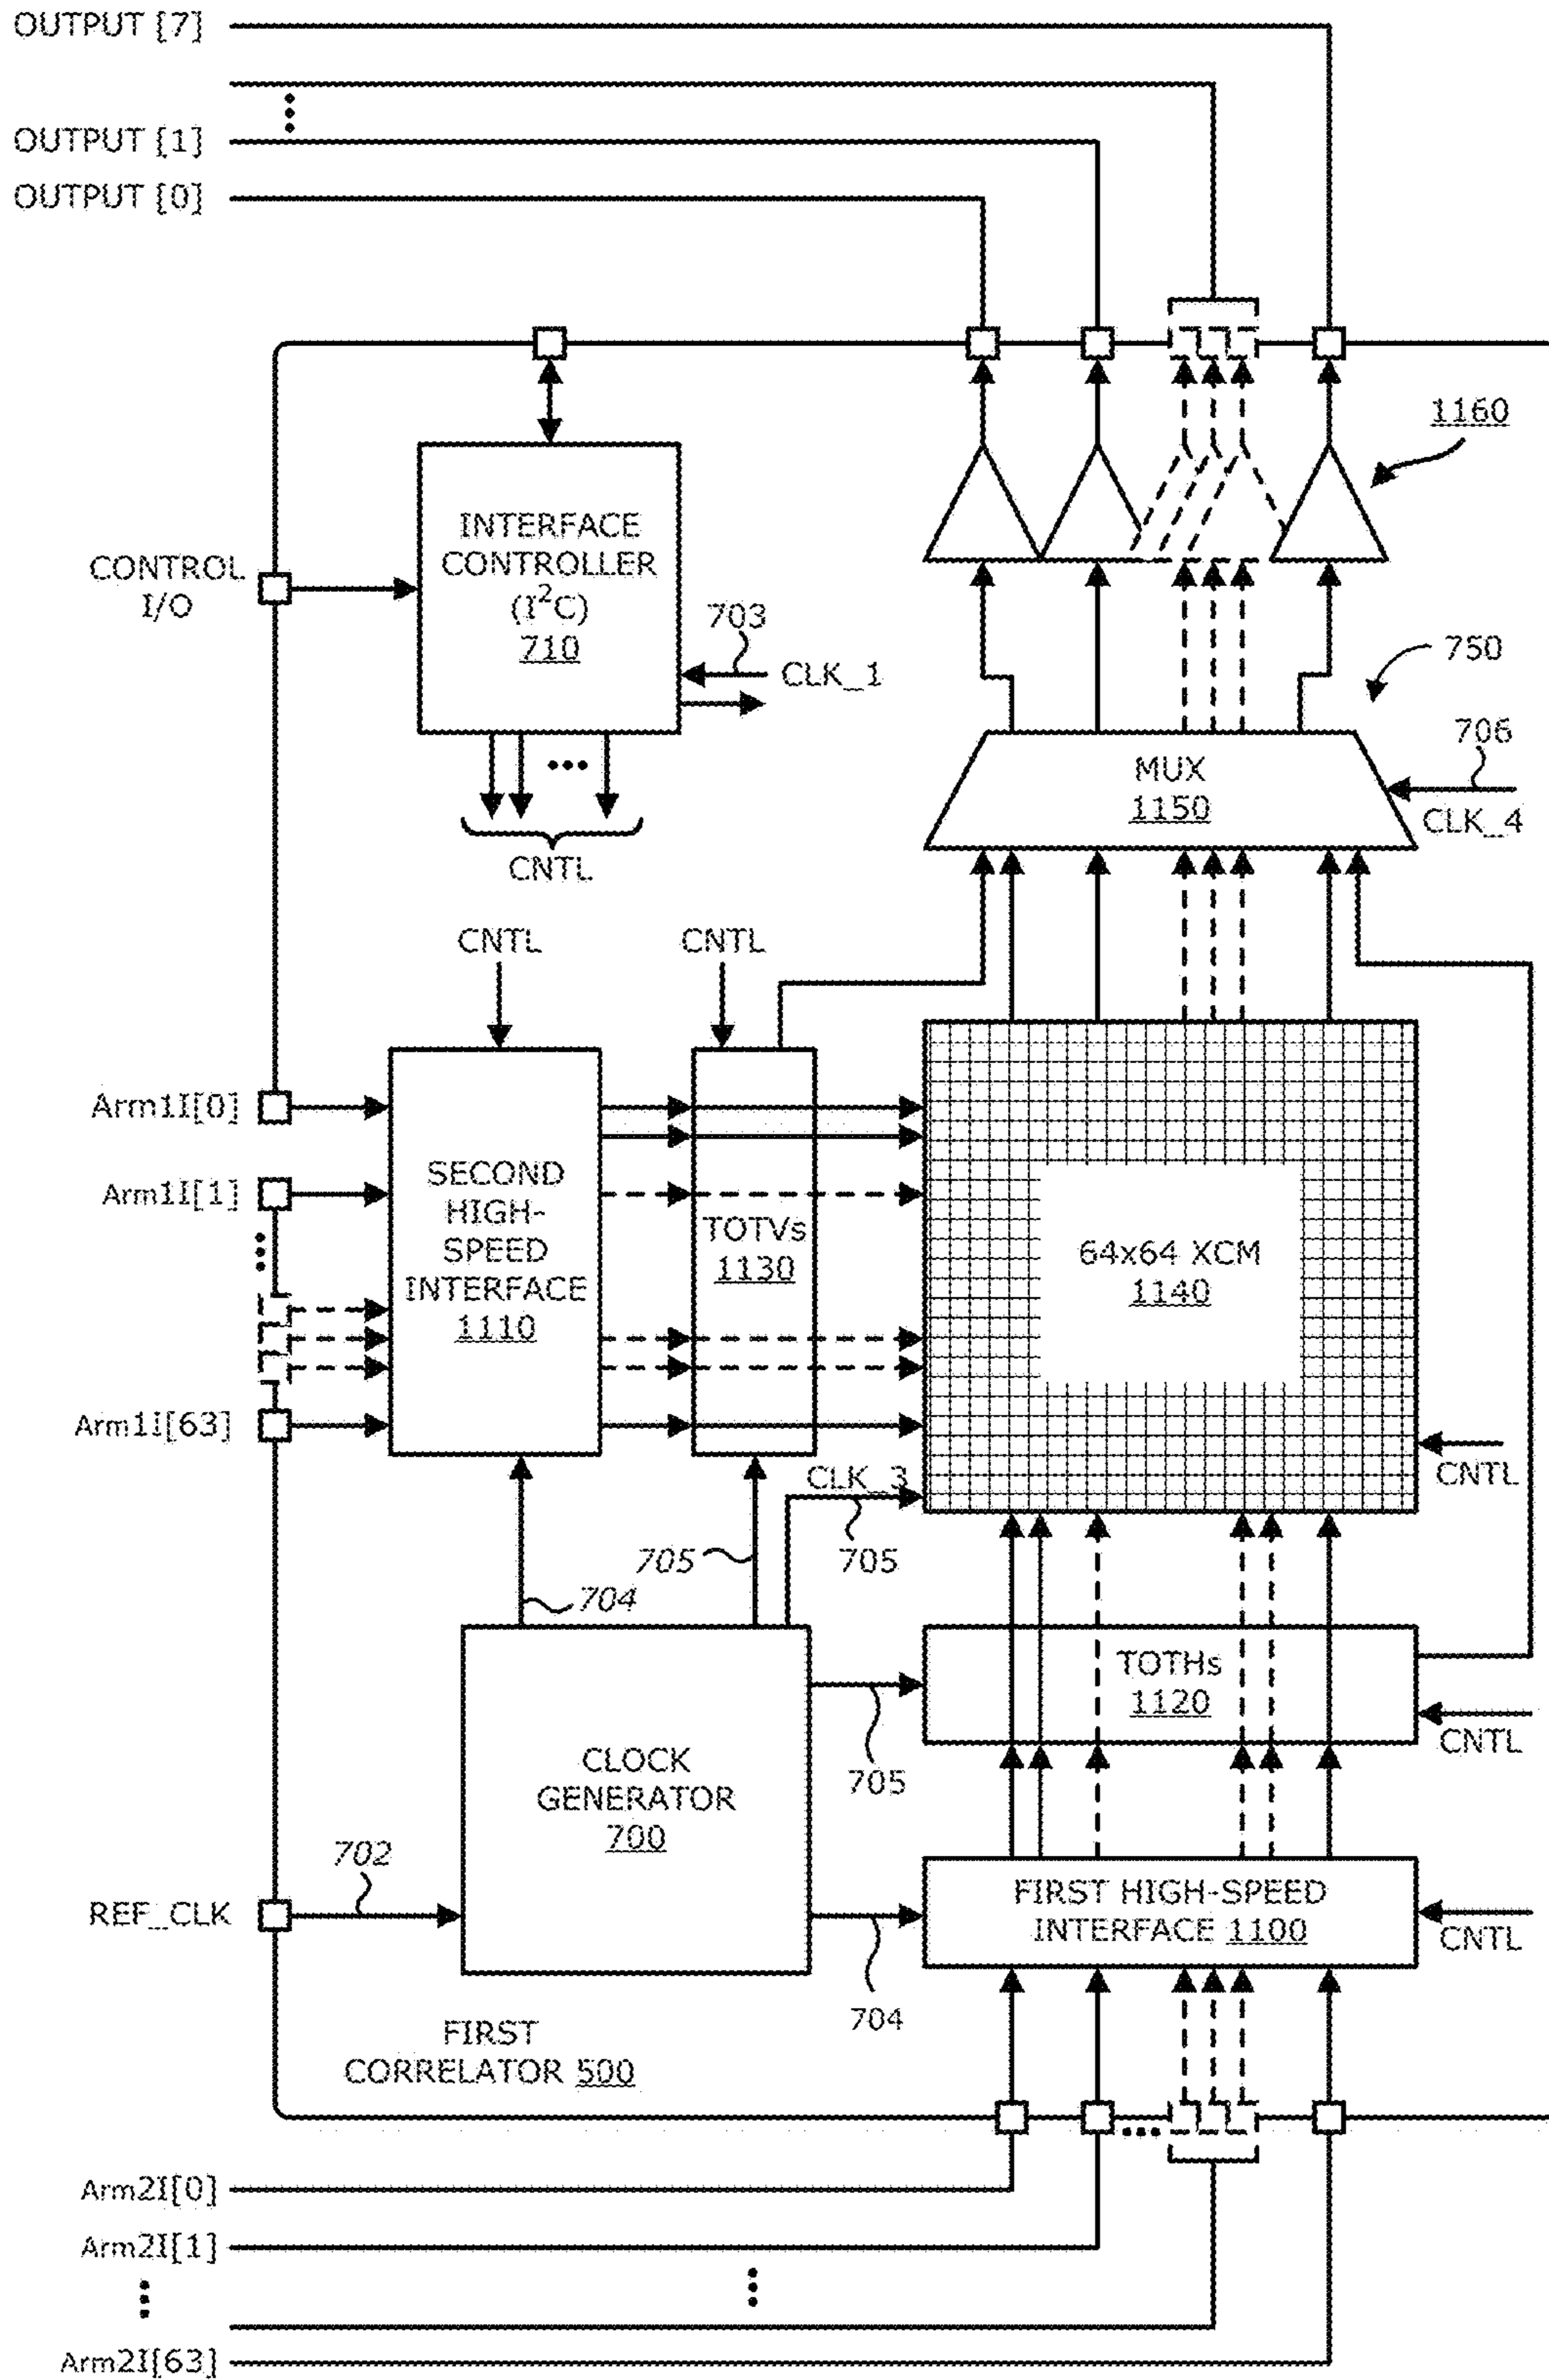 OUTPUT [7]
OUTPUT [1]
OUTPUT [0]
1160
INTERFACE
CONTROLLER
(I²C)
710
CONTROL
I/O
703
CLK_1
750
706
MUX
1150
CLK_4
CNTL
CNTL
CNTL
Arm1I[0]
Arm1I[1]
Arm1I[63]
SECOND
HIGH-
SPEED
INTERFACE
1110
TOTVs
1130
64x64 XCM
1140
CNTL
CLK_3
705
705
704
TOTHs
1120
CNTL
705
CLOCK
GENERATOR
700
702
REF_CLK
FIRST HIGH-SPEED
INTERFACE 1100
CNTL
704
FIRST
CORRELATOR 500
Arm2I[0]
Arm2I[1]
Arm2I[63]